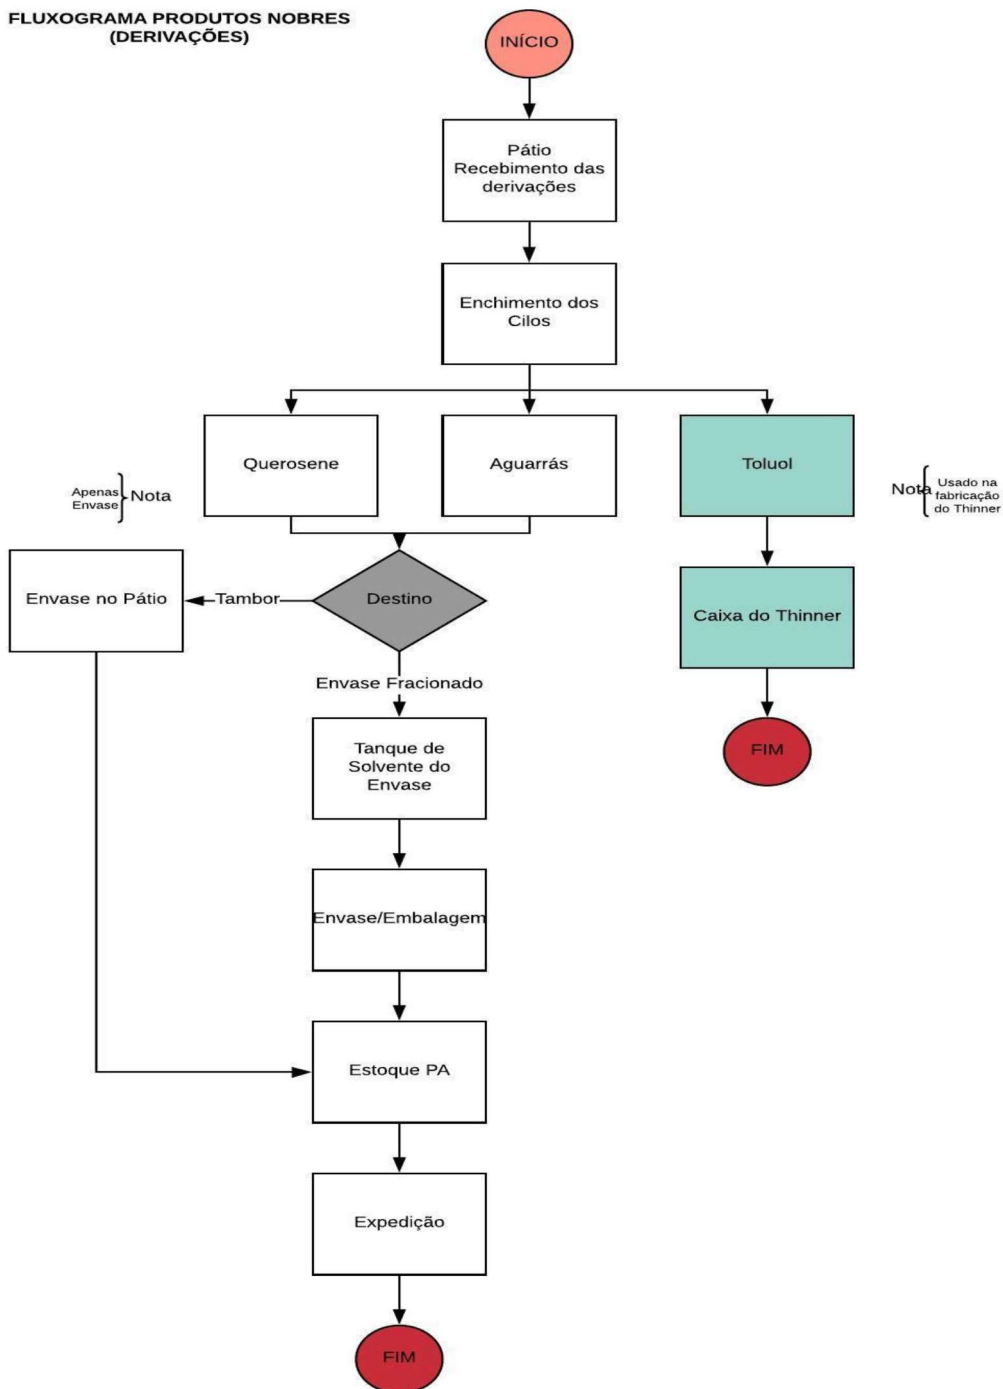 FLUXOGRAMA PRODUTOS NOBRES
(DERIVAÇÕES)
INÍCIO
Pátio
Recebimento das
derivações
Enchimento dos
Cilos
Querosene
Aguarrás
Toluol
Apenas
Envase
Nota
Nota
Usado na
fabricação
do Thinner
Envase no Pátio
Tambor
Destino
Caixa do Thinner
Envase Fracionado
Tanque de
Solvente do
Envase
FIM
Envase/Embalagem
Estoque PA
Expedição
FIM